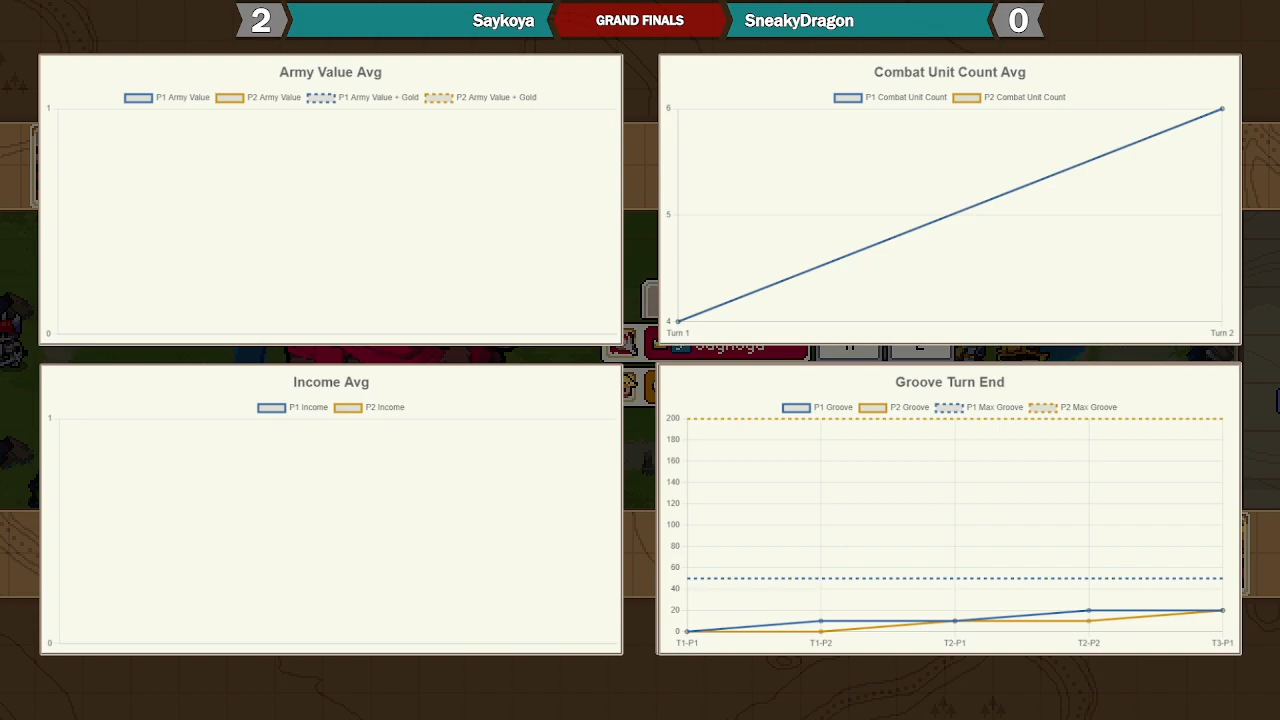 2 Saykoya GRAND FINALS SneakyDragon 0
Army Value Avg
P1 Army Value P2 Army Value P1 Army Value + Gold P2 Army Value + Gold
1
0
Combat Unit Count Avg
P1 Combat Unit Count P2 Combat Unit Count
6
5
4
Turn 1 Turn 2
Income Avg
P1 Income P2 Income
1
0
Groove Turn End
P1 Groove P2 Groove P1 Max Groove P2 Max Groove
200
180
160
140
120
100
80
60
40
20
0
T1-P1 T1-P2 T2-P1 T2-P2 T3-P1